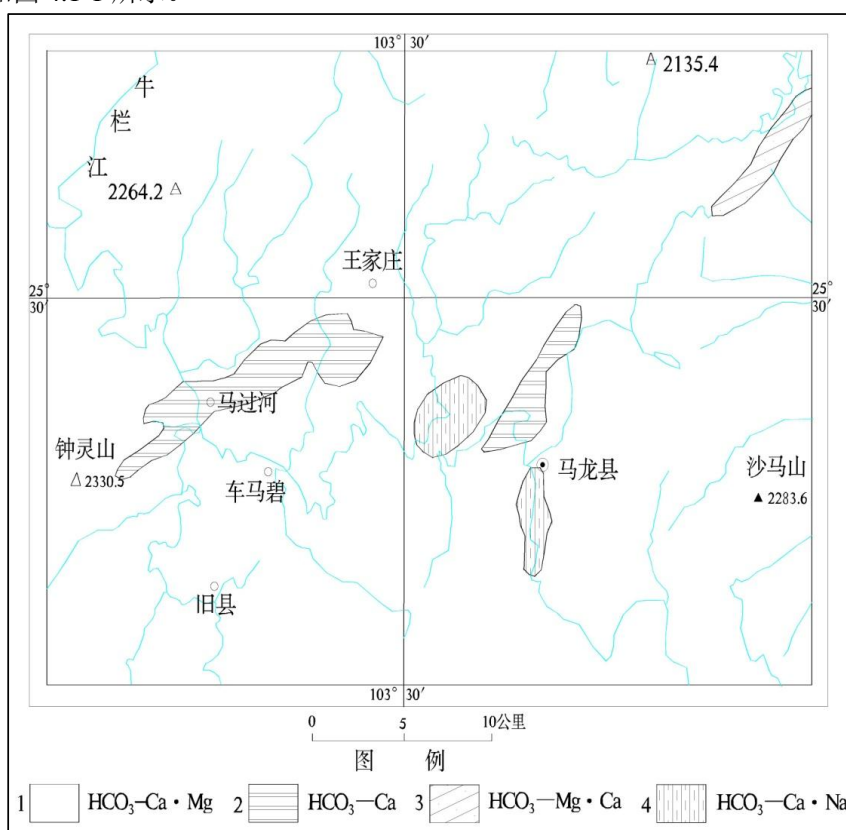 103° 30′
2135.4
牛
栏
江
2264.2
王家庄
25° 30′
25° 30′
马过河
钟灵山
2330.5
车马碧
马龙县
沙马山
2283.6
旧县
103° 30′
0 5 10公里
图 例
1 HCO₃—Ca·Mg 2 HCO₃—Ca 3 HCO₃—Mg·Ca 4 HCO₃—Ca·Na